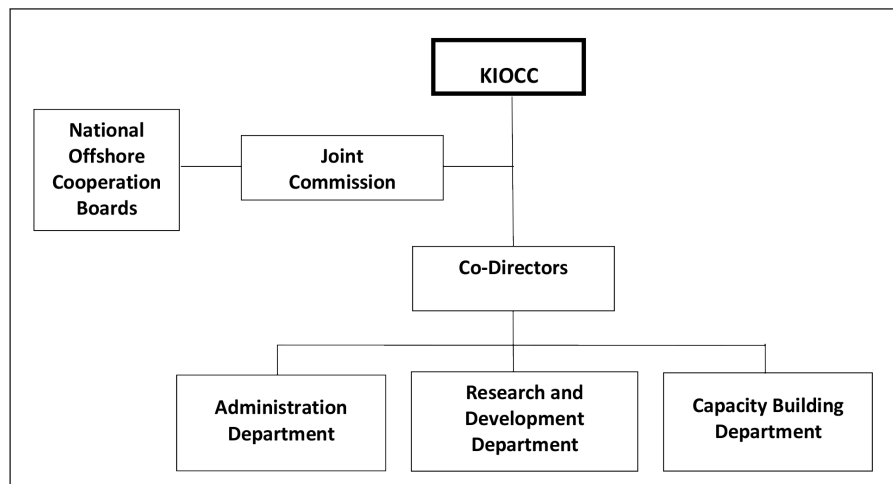 KIOCC
National
Offshore
Cooperation
Boards
Joint
Commission
Co-Directors
Administration
Department
Research and
Development
Department
Capacity Building
Department